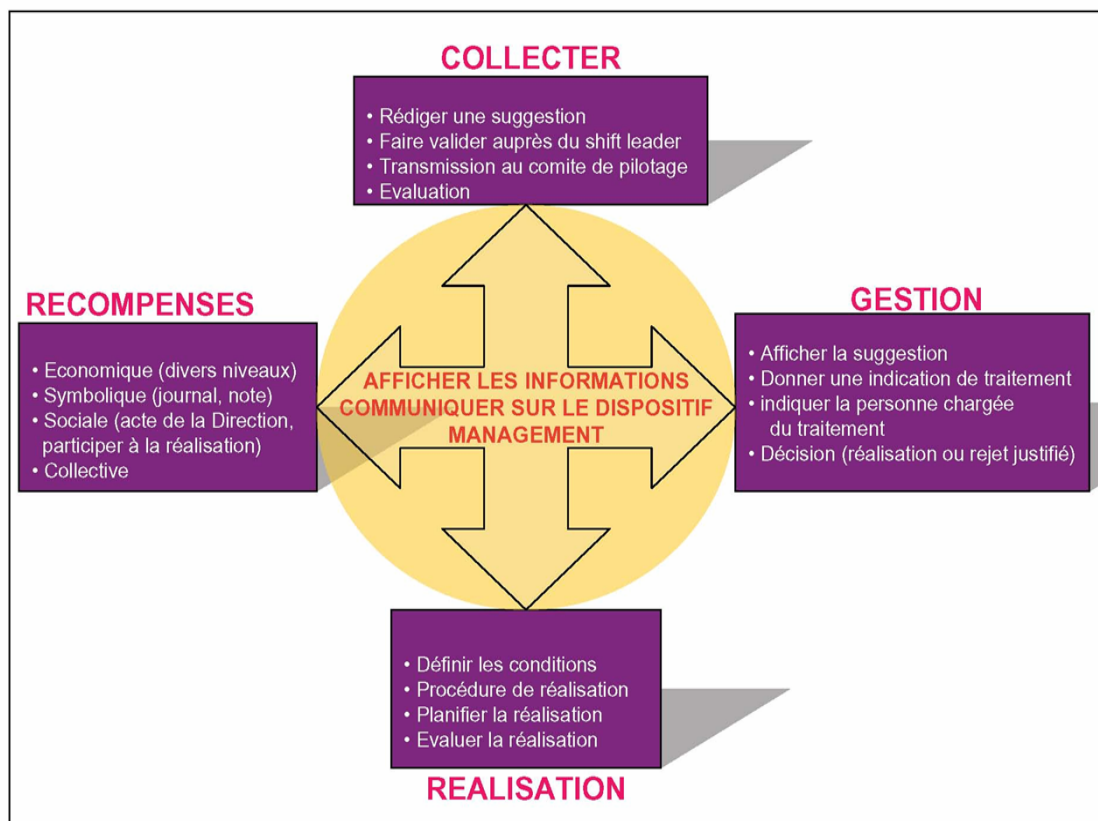 COLLECTER
• Rédiger une suggestion
• Faire valider auprès du shift leader
• Transmission au comite de pilotage
• Evaluation
RECOMPENSES
• Economique (divers niveaux)
• Symbolique (journal, note)
• Sociale (acte de la Direction,
participer à la réalisation)
• Collective
AFFICHER LES INFORMATIONS
COMMUNIQUER SUR LE DISPOSITIF
MANAGEMENT
GESTION
• Afficher la suggestion
• Donner une indication de traitement
• indiquer la personne chargée
du traitement
• Décision (réalisation ou rejet justifié)
• Définir les conditions
• Procédure de réalisation
• Planifier la réalisation
• Evaluer la réalisation
REALISATION